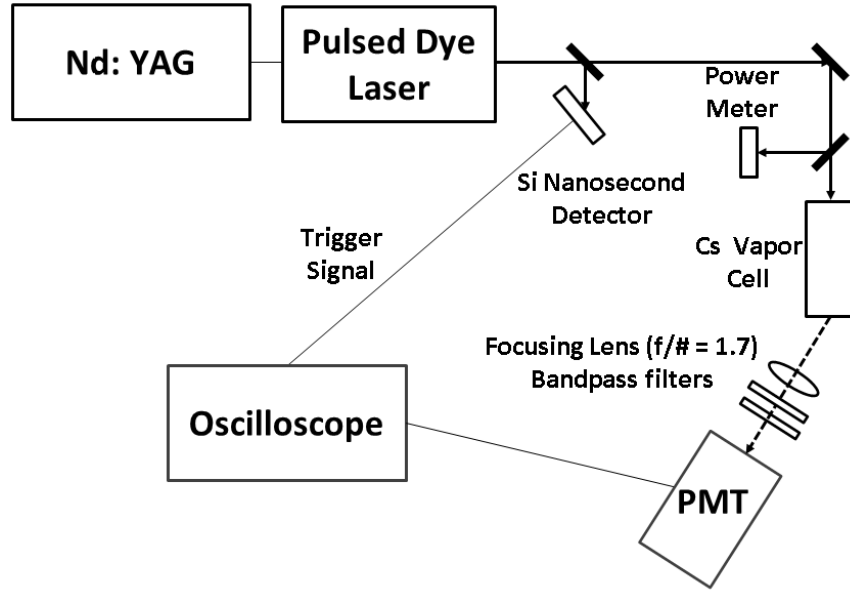 Nd: YAG
Pulsed Dye
Laser
Power
Meter
Si Nanosecond
Detector
Trigger
Signal
Cs Vapor
Cell
Focusing Lens (f/# = 1.7)
Bandpass filters
Oscilloscope
PMT